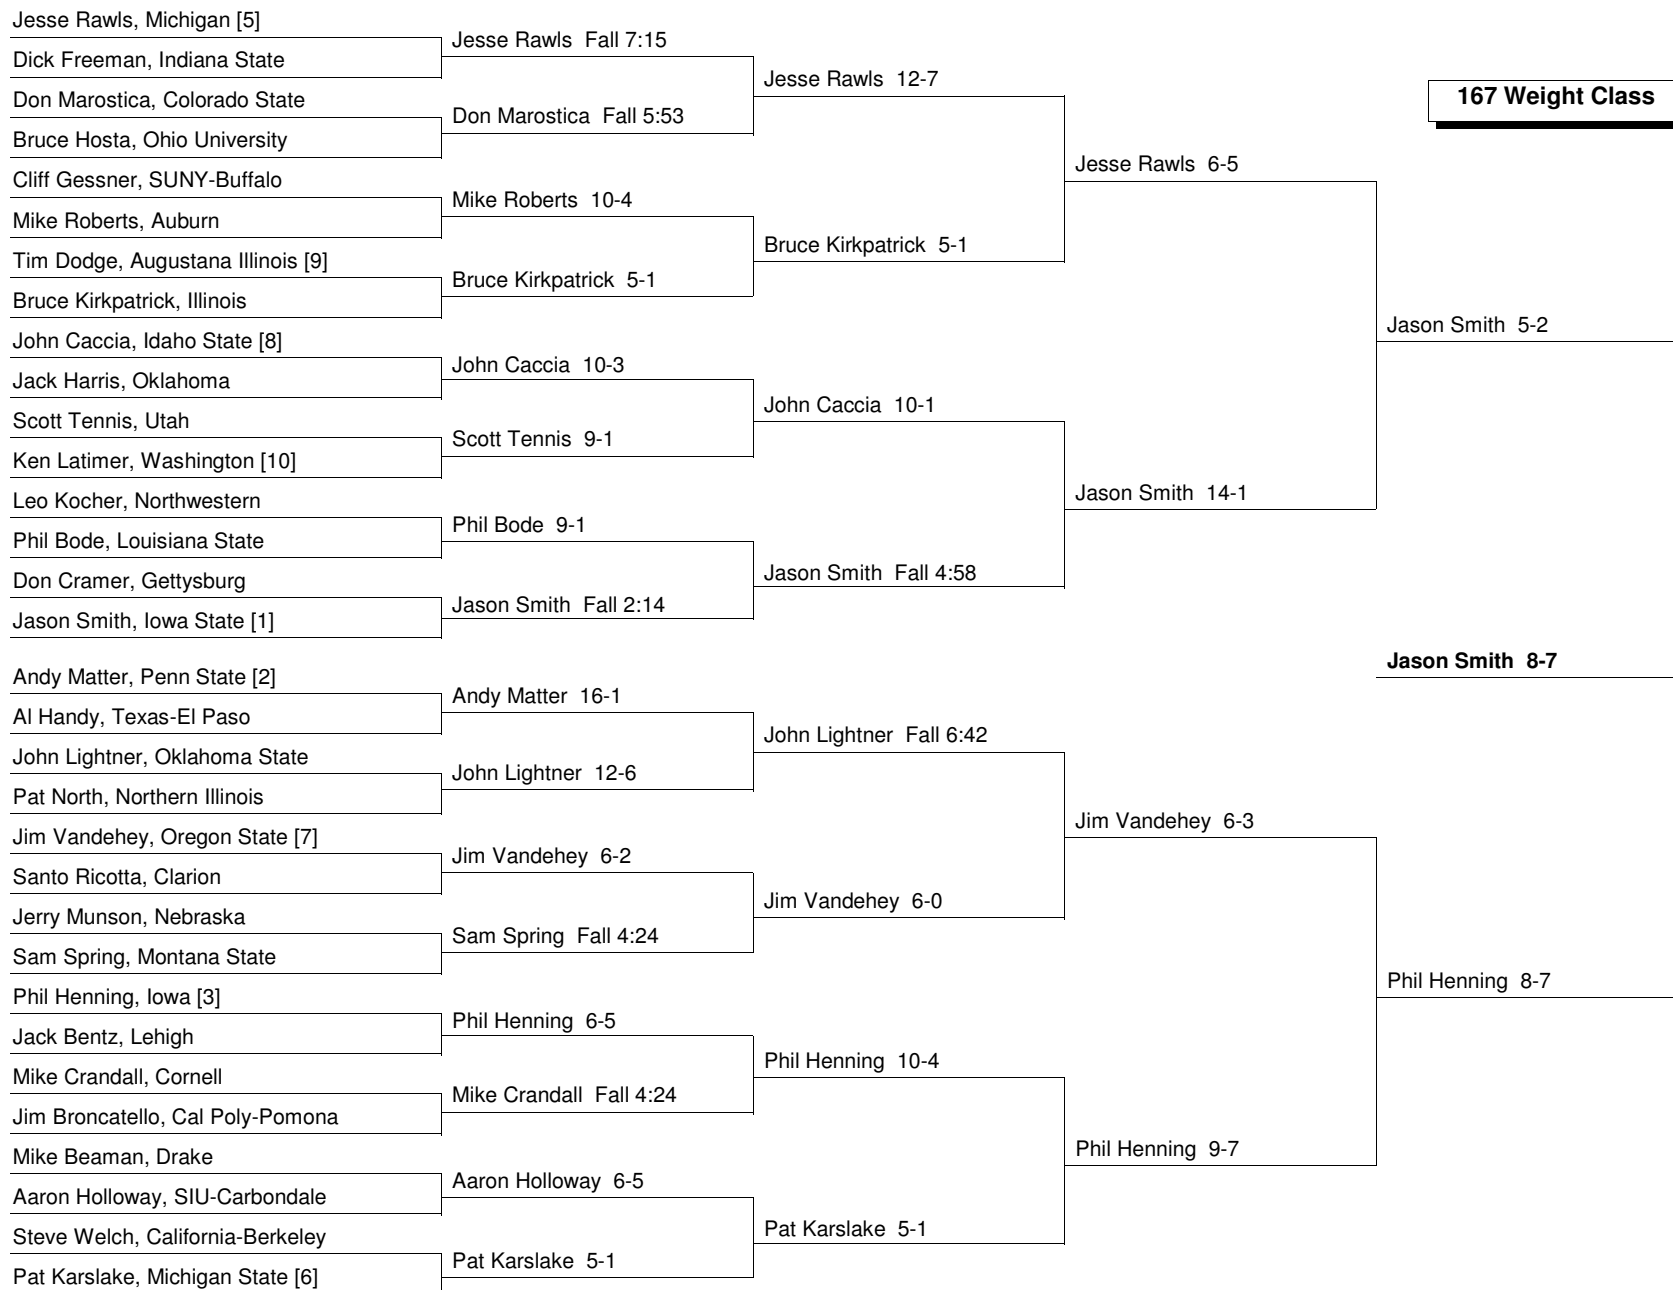 Jesse Rawls, Michigan [5]
Dick Freeman, Indiana State
Don Marostica, Colorado State
Bruce Hosta, Ohio University
Cliff Gessner, SUNY-Buffalo
Mike Roberts, Auburn
Tim Dodge, Augustana Illinois [9]
Bruce Kirkpatrick, Illinois
John Caccia, Idaho State [8]
Jack Harris, Oklahoma
Scott Tennis, Utah
Ken Latimer, Washington [10]
Leo Kocher, Northwestern
Phil Bode, Louisiana State
Don Cramer, Gettysburg
Jason Smith, Iowa State [1]
Andy Matter, Penn State [2]
Al Handy, Texas-El Paso
John Lightner, Oklahoma State
Pat North, Northern Illinois
Jim Vandehey, Oregon State [7]
Santo Ricotta, Clarion
Jerry Munson, Nebraska
Sam Spring, Montana State
Phil Henning, Iowa [3]
Jack Bentz, Lehigh
Mike Crandall, Cornell
Jim Broncatello, Cal Poly-Pomona
Mike Beaman, Drake
Aaron Holloway, SIU-Carbondale
Steve Welch, California-Berkeley
Pat Karslake, Michigan State [6]
Jesse Rawls Fall 7:15
Don Marostica Fall 5:53
Mike Roberts 10-4
Bruce Kirkpatrick 5-1
John Caccia 10-3
Scott Tennis 9-1
Phil Bode 9-1
Jason Smith Fall 2:14
Andy Matter 16-1
John Lightner 12-6
Jim Vandehey 6-2
Sam Spring Fall 4:24
Phil Henning 6-5
Mike Crandall Fall 4:24
Aaron Holloway 6-5
Pat Karslake 5-1
Jesse Rawls 12-7
Bruce Kirkpatrick 5-1
John Caccia 10-1
Jason Smith Fall 4:58
John Lightner Fall 6:42
Jim Vandehey 6-0
Phil Henning 10-4
Pat Karslake 5-1
Jesse Rawls 6-5
Jason Smith 14-1
Jim Vandehey 6-3
Phil Henning 9-7
167 Weight Class
Jason Smith 5-2
Jason Smith 8-7
Phil Henning 8-7